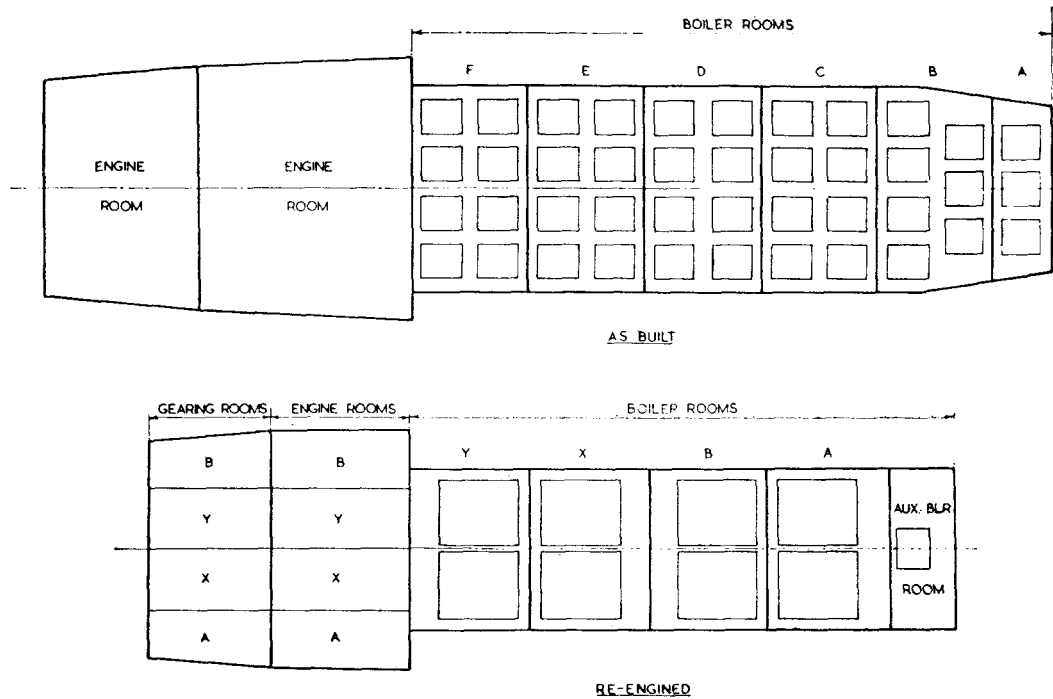 BOILER ROOMS
F E D C B A
ENGINE ENGINE
ROOM ROOM
AS BUILT
GEARING ROOMS ENGINE ROOMS BOILER ROOMS
Y X B A
B B
AUX. BLR
Y Y
X X
ROOM
A A
RE-ENGINED